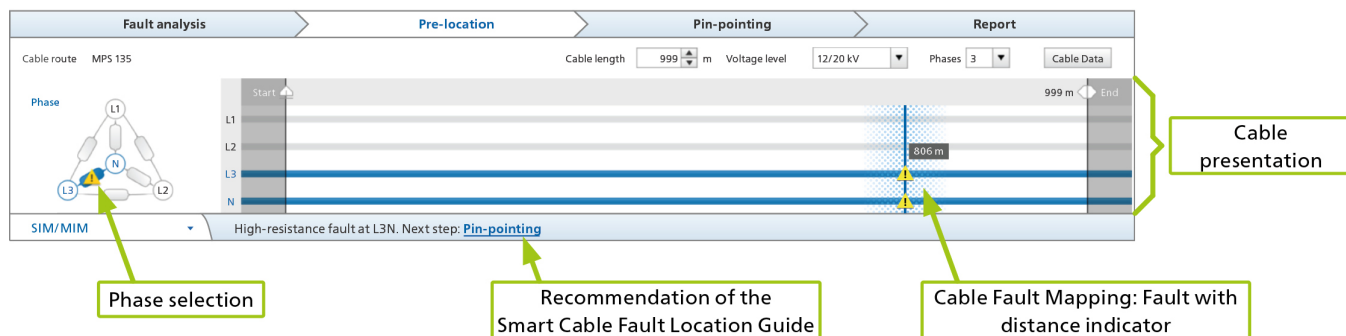 Fault analysis Pre-location Pin-pointing Report
Cable route MPS 135 Cable length 999 m Voltage level 12/20 kV Phases 3 Cable Data
Phase
Start 999 m End
L1
L1
N
L3
L2
L1
L2
806 m
L3
N
SIM/MIM High-resistance fault at L3N. Next step: Pin-pointing
Cable
presentation
Phase selection
Recommendation of the
Smart Cable Fault Location Guide
Cable Fault Mapping: Fault with
distance indicator